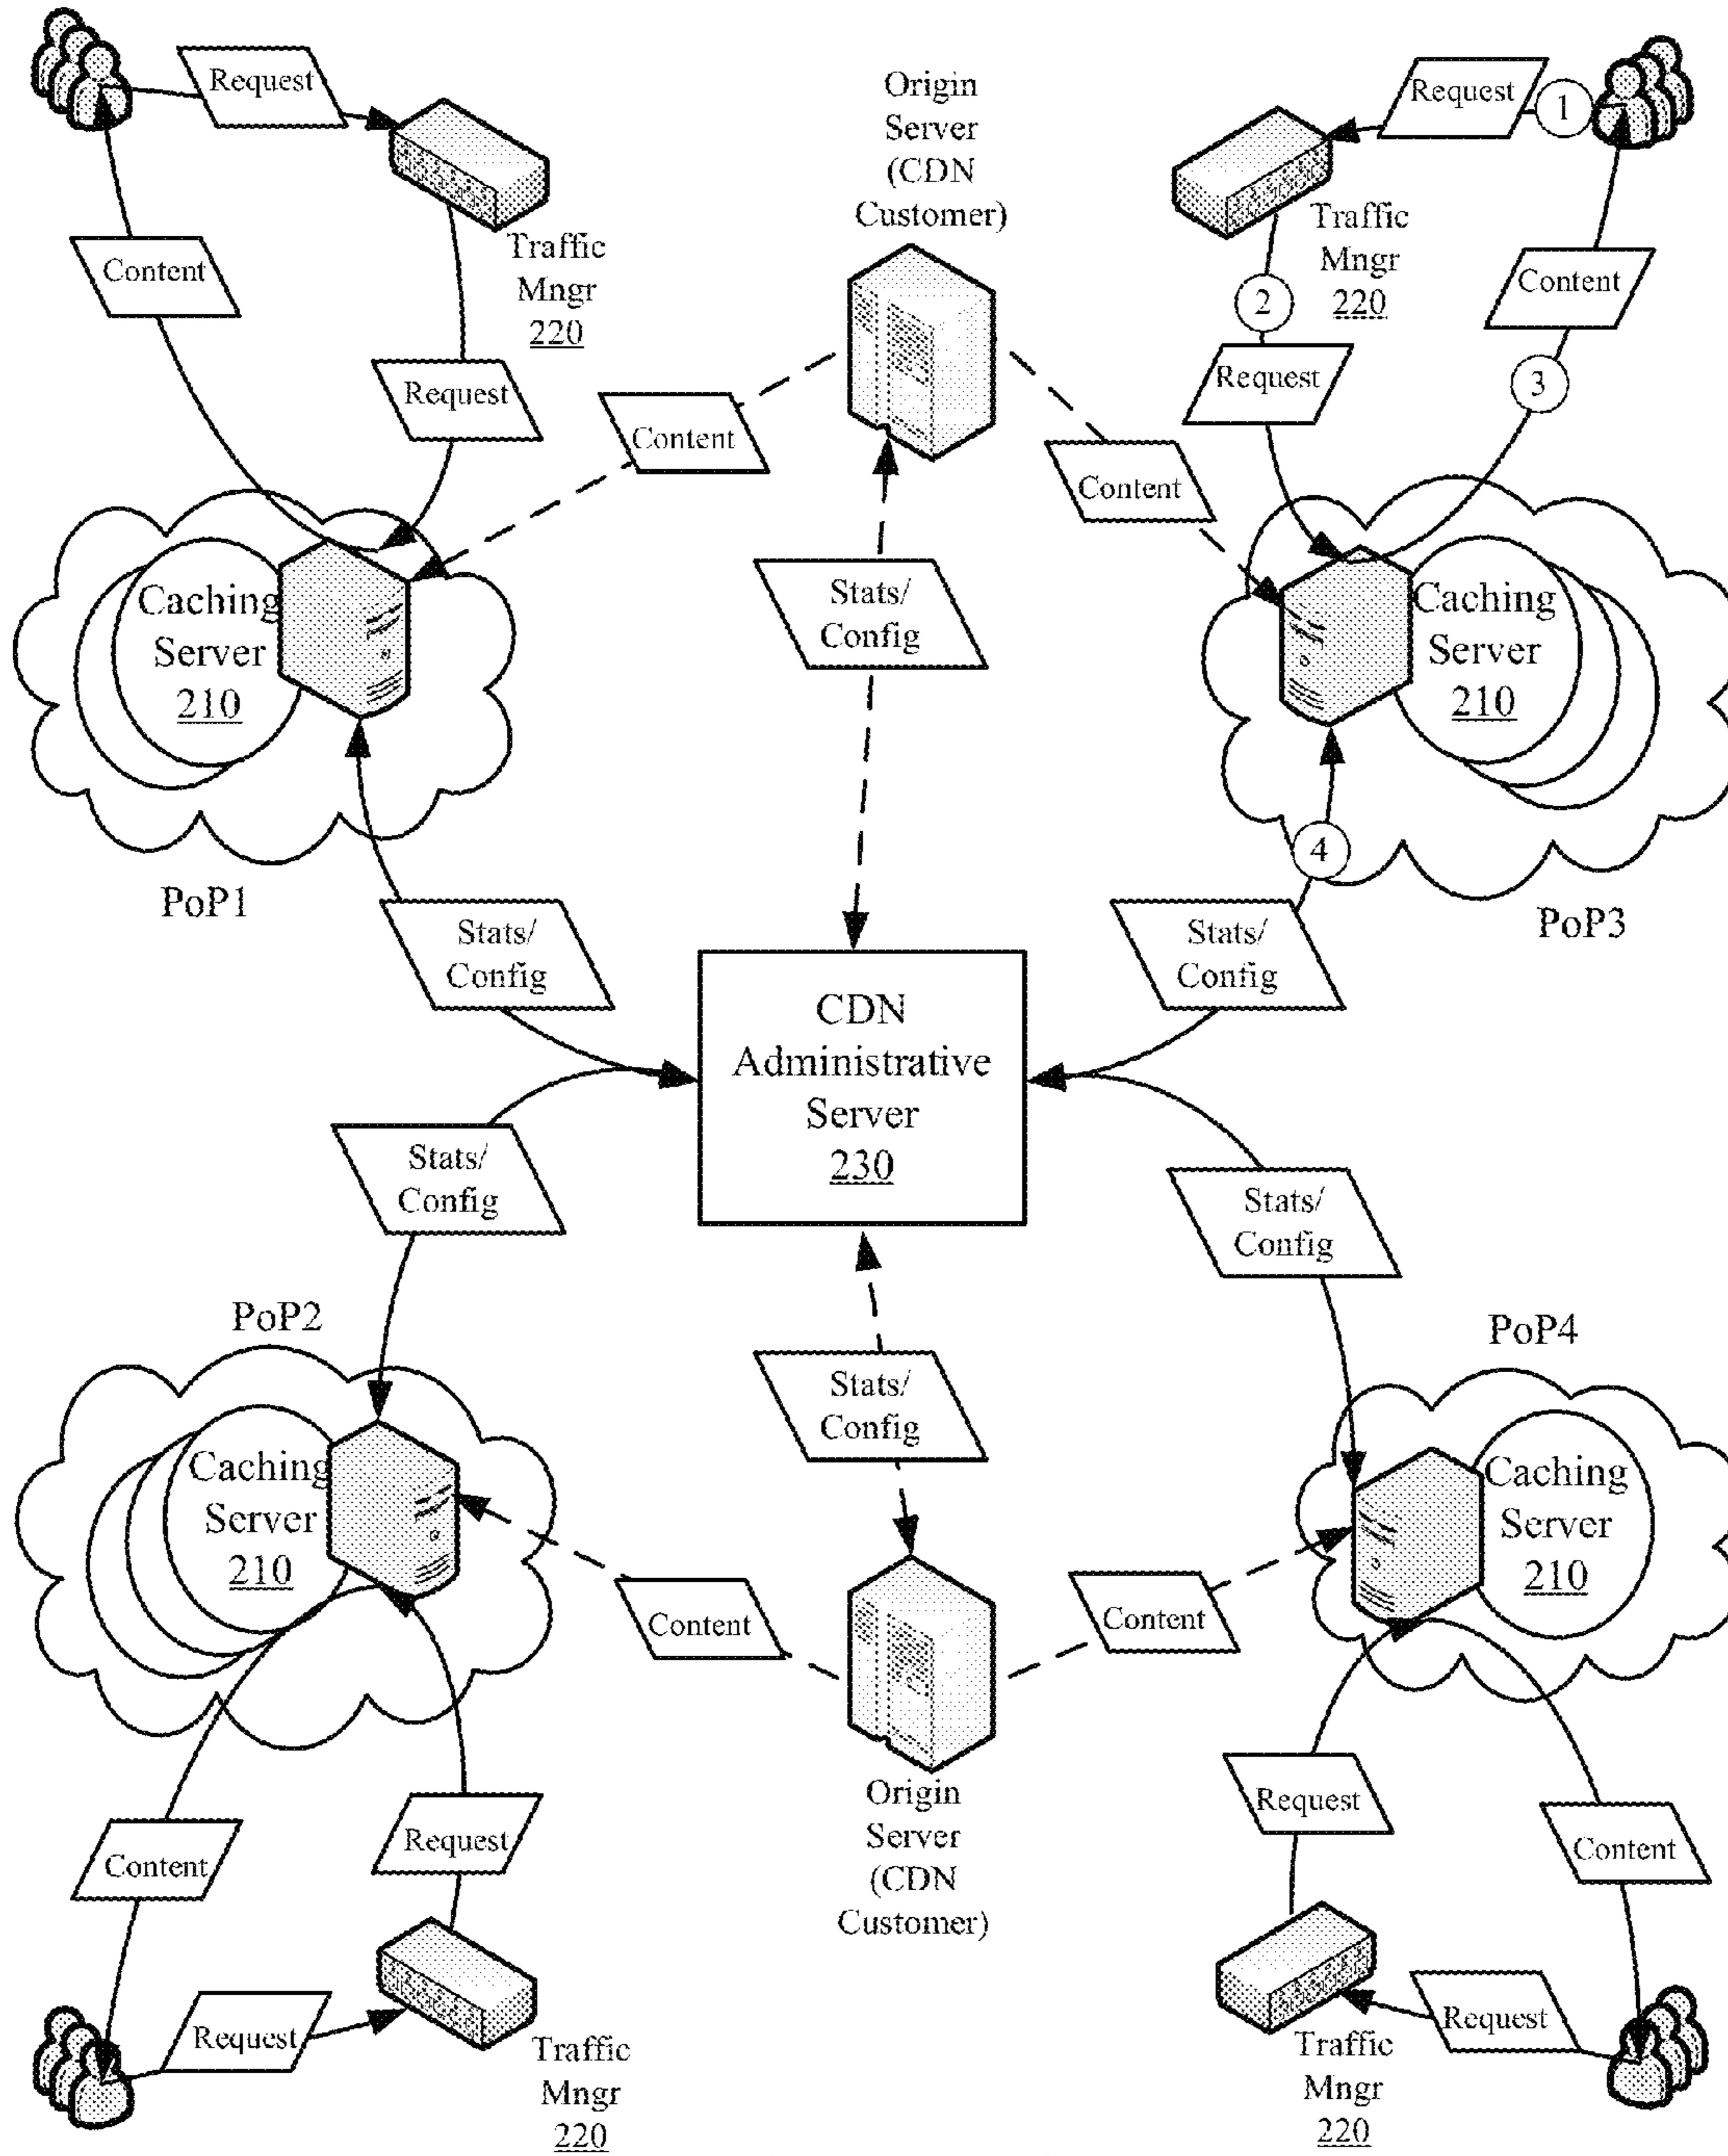 Request
Traffic
Mngr
220
Content
Request
Origin
Server
(CDN
Customer)
Content
Content
Request
1
Traffic
Mngr
220
2
Request
Content
3
Caching
Server
210
PoP1
Stats/
Config
Caching
Server
210
PoP3
4
Stats/
Config
Stats/
Config
CDN
Administrative
Server
230
Stats/
Config
Stats/
Config
PoP2
Caching
Server
210
Stats/
Config
PoP4
Caching
Server
210
Content
Content
Origin
Server
(CDN
Customer)
Content
Request
Request
Traffic
Mngr
220
Request
Content
Request
Traffic
Mngr
220